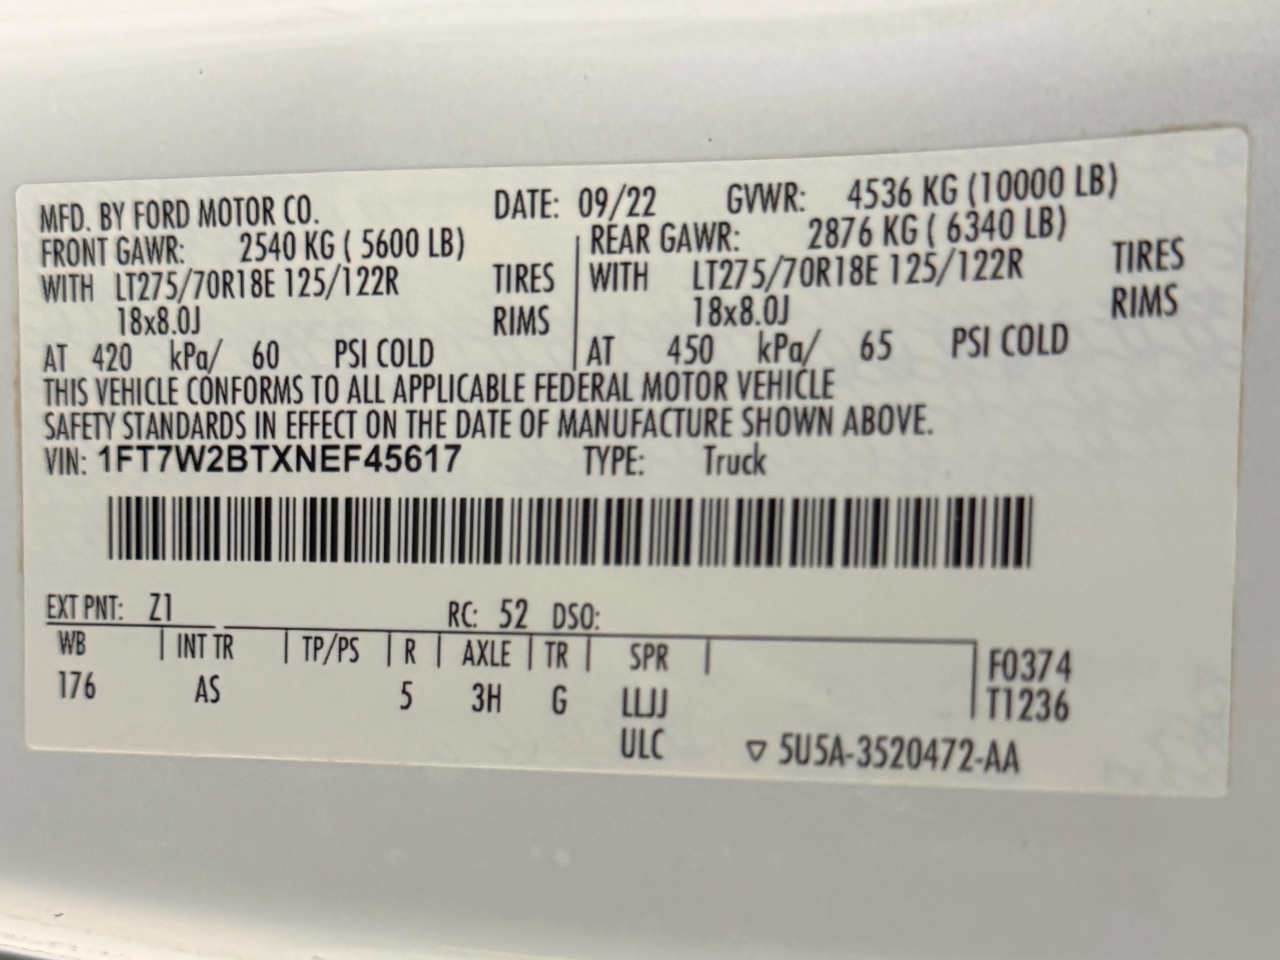 MFD. BY FORD MOTOR CO. DATE: 09/22 GVWR: 4536 KG (10000 LB)
FRONT GAWR: 2540 KG ( 5600 LB) REAR GAWR: 2876 KG ( 6340 LB)
WITH LT275/70R18E 125/122R TIRES WITH LT275/70R18E 125/122R TIRES
18x8.0J RIMS 18x8.0J RIMS
AT 420 kPa/ 60 PSI COLD AT 450 kPa/ 65 PSI COLD
THIS VEHICLE CONFORMS TO ALL APPLICABLE FEDERAL MOTOR VEHICLE
SAFETY STANDARDS IN EFFECT ON THE DATE OF MANUFACTURE SHOWN ABOVE.
VIN: 1FT7W2BTXNEF45617 TYPE: Truck
EXT PNT: Z1 RC: 52 DSO:
WB INT TR TP/PS R AXLE TR SPR F0374
176 AS 5 3H G LLJJ T1236
ULC ▽ 5U5A-3520472-AA